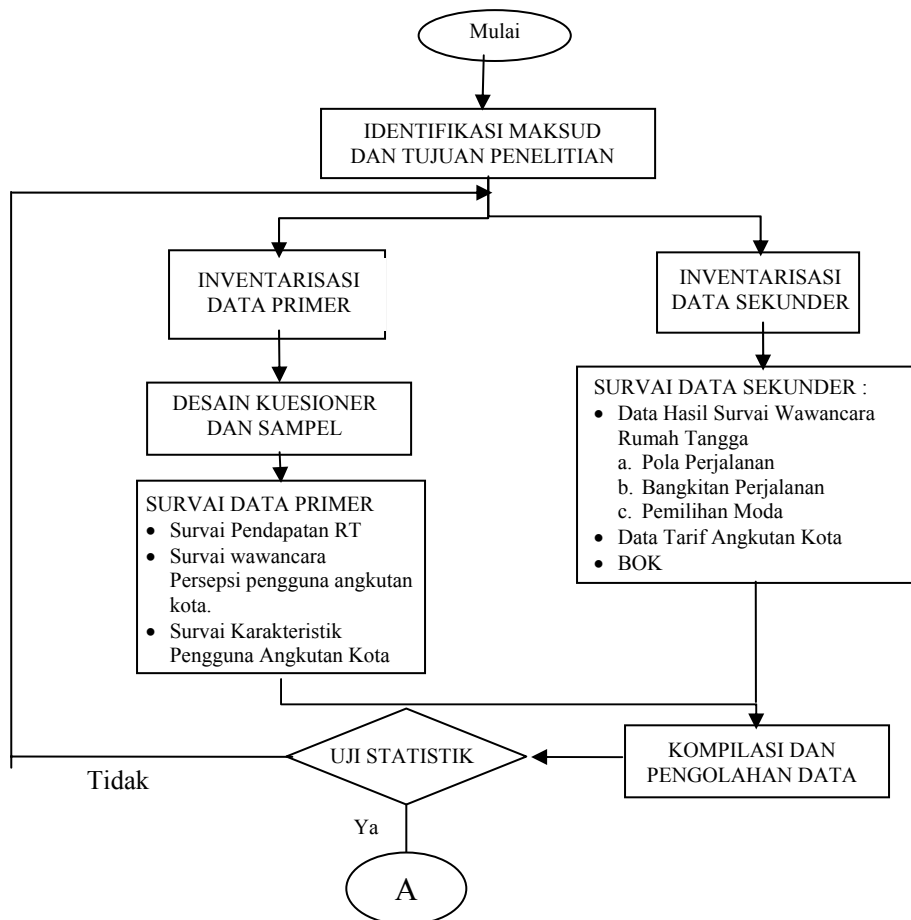 Mulai
IDENTIFIKASI MAKSUD
DAN TUJUAN PENELITIAN
INVENTARISASI
DATA PRIMER
INVENTARISASI
DATA SEKUNDER
DESAIN KUESIONER
DAN SAMPEL
SURVAI DATA PRIMER
• Survai Pendapatan RT
• Survai wawancara
Persepsi pengguna angkutan
kota.
• Survai Karakteristik
Pengguna Angkutan Kota
SURVAI DATA SEKUNDER :
• Data Hasil Survai Wawancara
Rumah Tangga
a. Pola Perjalanan
b. Bangkitan Perjalanan
c. Pemilihan Moda
• Data Tarif Angkutan Kota
• BOK
KOMPILASI DAN
PENGOLAHAN DATA
UJI STATISTIK
Tidak
Ya
A